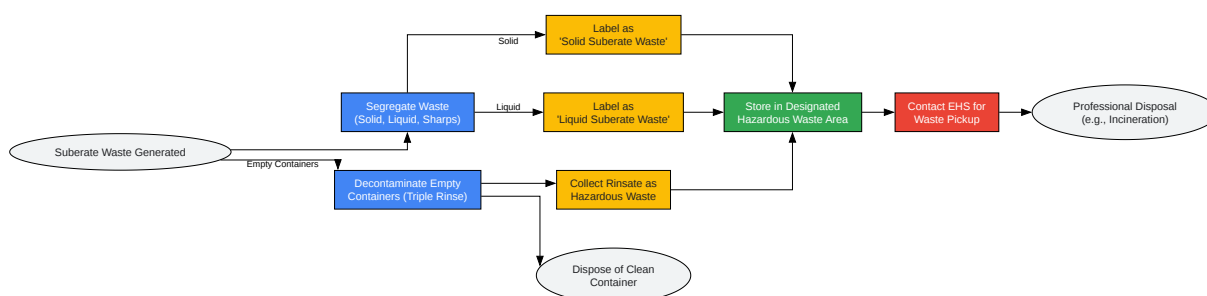 Label as
'Solid Suberate Waste'
Solid
Segregate Waste
(Solid, Liquid, Sharps)
Liquid
Label as
'Liquid Suberate Waste'
Store in Designated
Hazardous Waste Area
Contact EHS for
Waste Pickup
Professional Disposal
(e.g., Incineration)
Suberate Waste Generated
Empty Containers
Decontaminate Empty
Containers (Triple Rinse)
Collect Rinsate as
Hazardous Waste
Dispose of Clean
Container